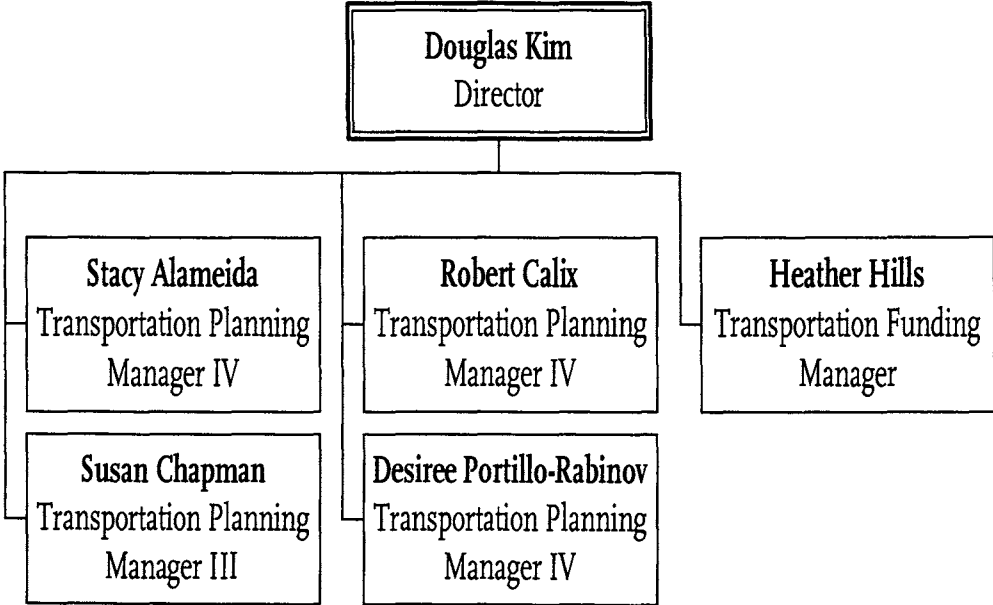 Douglas Kim
Director
Stacy Alameida
Transportation Planning
Manager IV
Robert Calix
Transportation Planning
Manager IV
Heather Hills
Transportation Funding
Manager
Susan Chapman
Transportation Planning
Manager III
Desiree Portillo-Rabinov
Transportation Planning
Manager IV